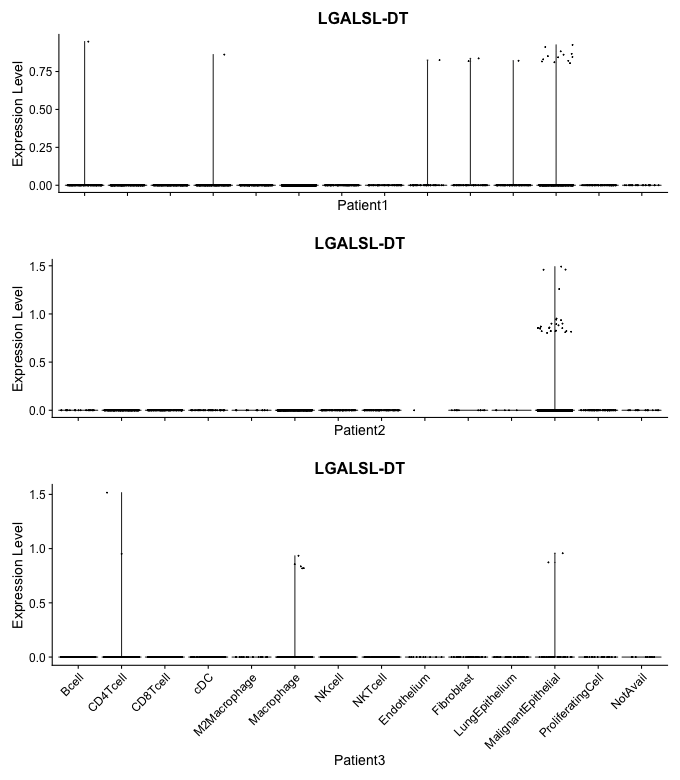 LGALSL-DT
Expression Level
0.75
0.50
0.25
0.00
Patient1
LGALSL-DT
Expression Level
1.5
1.0
0.5
0.0
Patient2
LGALSL-DT
Expression Level
1.5
1.0
0.5
0.0
Bcell
CD4Tcell
CD8Tcell
cDC
M2Macrophage
Macrophage
NKcell
NKTcell
Endothelium
Fibroblast
LungEpithelium
MalignantEpithelial
ProliferatingCell
NotAvail
Patient3